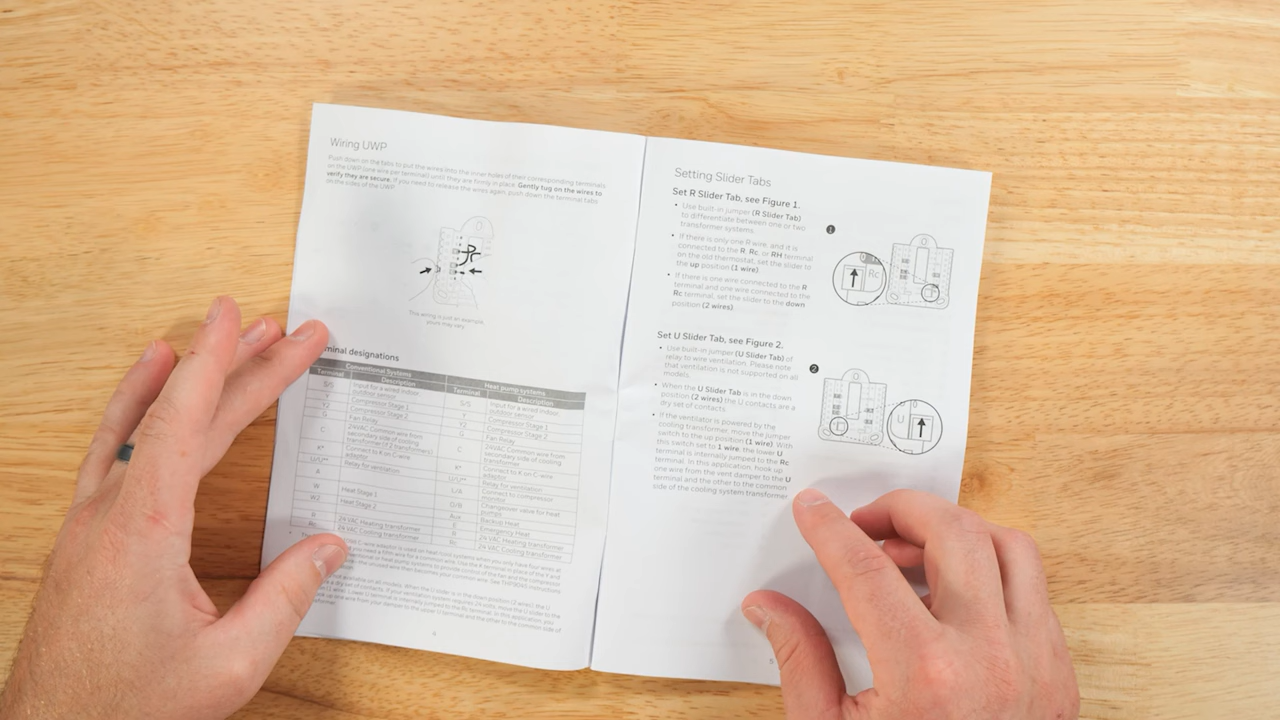 Wiring UWP
Push down on the tabs to put the wires into the inner holes of their corresponding terminals
on the UWP (one wire per terminal) until they are firmly in place. Gently tug on the wires to
verify they are secure. If you need to release the wires again, push down the terminal tabs
on the sides of the UWP.
This wiring is just an example,
yours may vary.
minal designations
Conventional Systems
Heat pump systems
Terminal Description
Terminal Description
S/S Input for a wired indoor/
outdoor sensor
Y Compressor Stage 1
Y2 Compressor Stage 2
G Fan Relay
C 24VAC Common wire from
secondary side of cooling
transformer (if 2 transformers)
K* Connect to K on C-wire
adaptor
U/U** Relay for ventilation
A
W Heat Stage 1
W2 Heat Stage 2
R 24 VAC Heating transformer
Rc 24 VAC Cooling transformer
S/S Input for a wired indoor/
outdoor sensor
Y Compressor Stage 1
Y2 Compressor Stage 2
G Fan Relay
C 24VAC Common wire from
secondary side of cooling
transformer
K* Connect to K on C-wire
adaptor
U/U** Relay for ventilation
L/A Connect to compressor
monitor
O/B Changeover valve for heat
pumps
Aux Backup Heat
E Emergency Heat
R 24 VAC Heating transformer
Rc 24 VAC Cooling transformer
4
Setting Slider Tabs
Set R Slider Tab, see Figure 1.
• Use built-in jumper (R Slider Tab)
to differentiate between one or two
transformer systems.
• If there is only one R wire, and it is
connected to the R, Rc, or RH terminal
on the old thermostat, set the slider to
the up position (1 wire).
• If there is one wire connected to the R
terminal and one wire connected to the
Rc terminal, set the slider to the down
position (2 wires).
1
Rc
Set U Slider Tab, see Figure 2.
• Use built-in jumper (U Slider Tab) of
relay to wire ventilation. Please note
that ventilation is not supported on all
models.
• When the U Slider Tab is in the down
position (2 wires) the U contacts are a
dry set of contacts.
• If the ventilator is powered by the
cooling transformer, move the jumper
switch to the up position (1 wire). With
this switch set to 1 wire, the lower U
terminal is internally jumped to the Rc
terminal. In this application, hook up
one wire from the vent damper to the U
terminal and the other to the common
side of the cooling system transformer
2
U
5